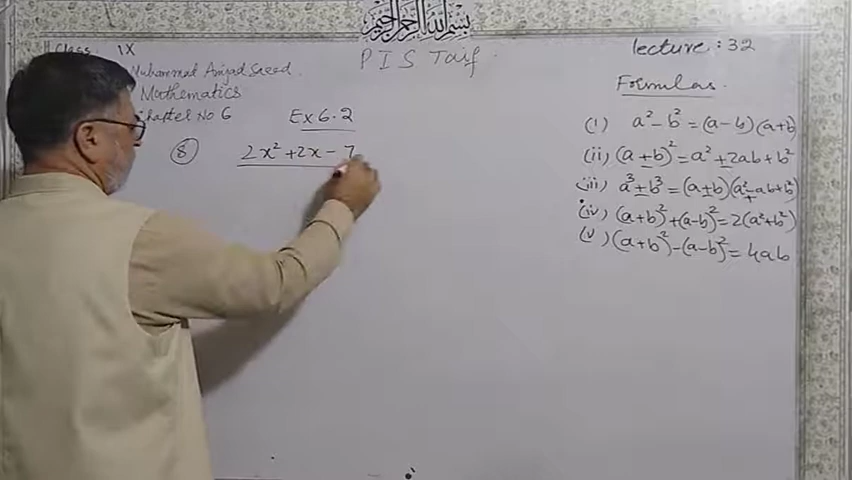 بسم الله الرحمن الرحيم
Class IX
Muhammad Amjad Saeed.
Mathematics
Chapter No 6
PIS Taif
lecture: 32
Ex 6.2
⑧ 2x² + 2x - 7
Formulas
(i) a² - b² = (a - b)(a + b)
(ii) (a ± b)² = a² ± 2ab + b²
(iii) a³ ± b³ = (a ± b)(a² ∓ ab + b²)
(iv) (a + b)² + (a - b)² = 2(a² + b²)
(v) (a + b)² - (a - b)² = 4ab